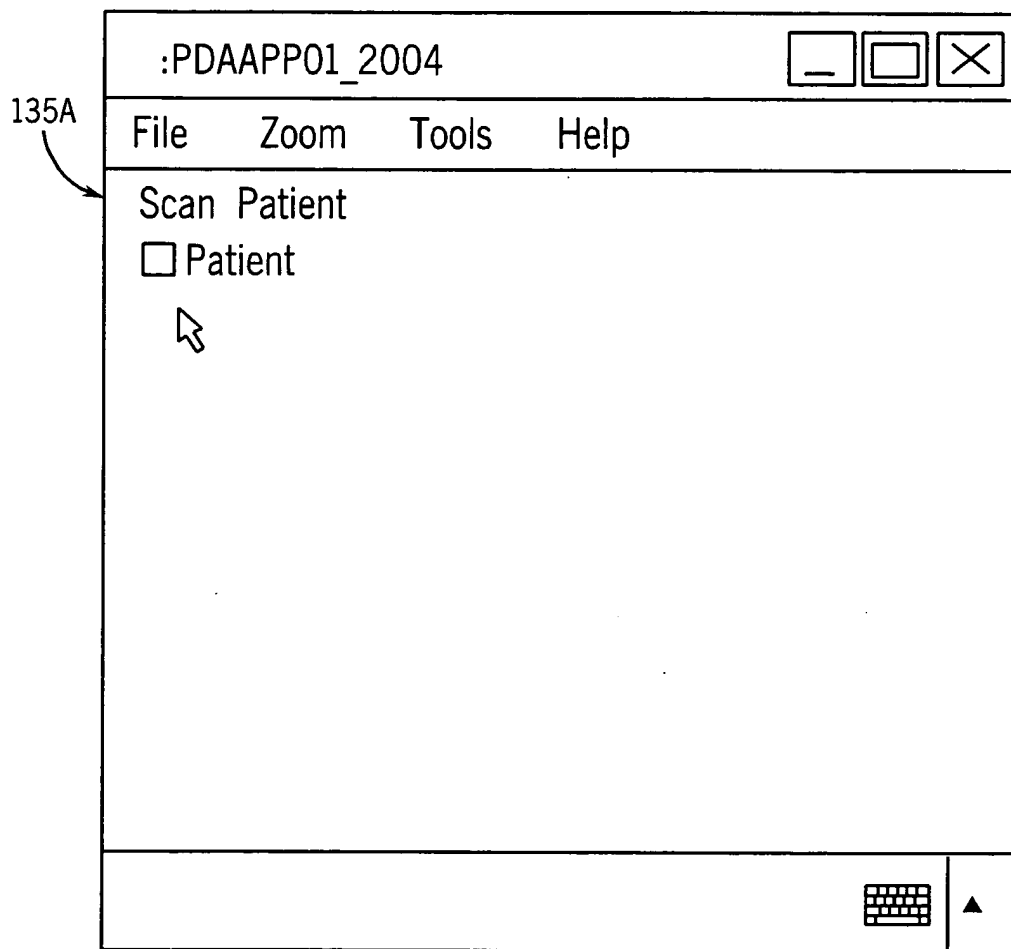 :PDAAPP01_2004
135A
File Zoom Tools Help
Scan Patient
Patient